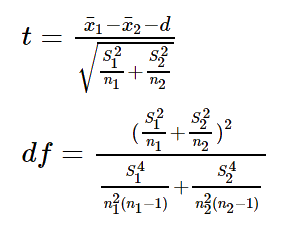 t = (x̄₁−x̄₂−d) / √(S₁²/n₁ + S₂²/n₂)
df = (S₁²/n₁ + S₂²/n₂)² / (S₁⁴/(n₁²(n₁−1)) + S₂⁴/(n₂²(n₂−1)))